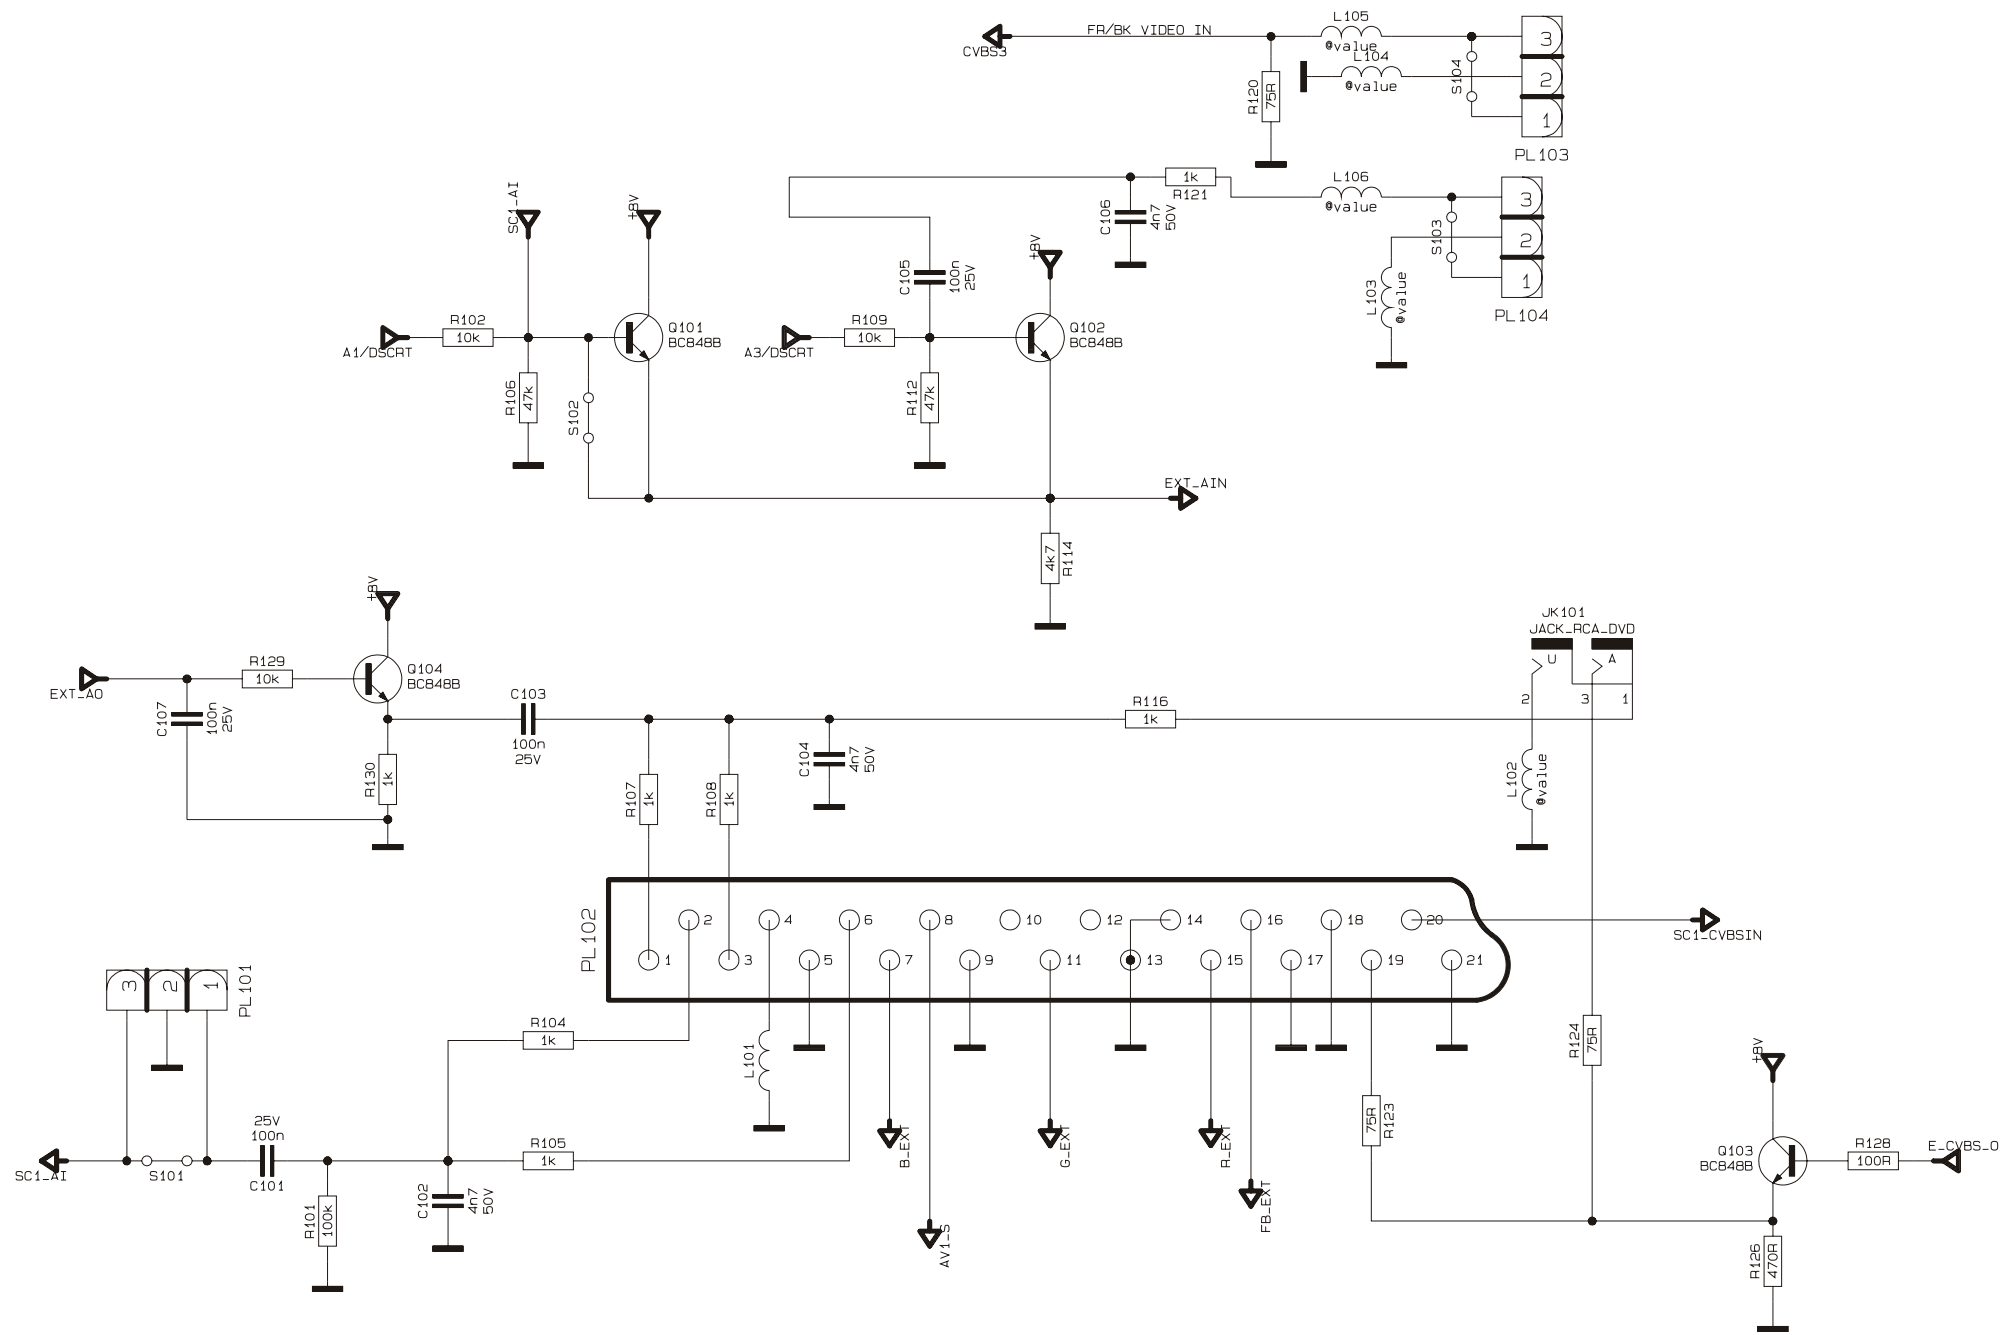 L105
FR/BK VIDEO IN
CVBS3
@value
L104
@value
R120
75R
S104
3
2
1
PL103
SC1_AI
+8V
1k
R121
L106
@value
C106
4n7
50V
+8V
S103
3
2
1
PL104
L103
@value
C105
100n
25V
R102
10k
A1/DSCRT
Q101
BC848B
R109
10k
A3/DSCRT
Q102
BC848B
R106
47k
S102
R112
47k
EXT_AIN
4k7
R114
+8V
JK101
JACK_RCA_DVD
U
A
2
3
1
R129
10k
EXT_AO
Q104
BC848B
C107
100n
25V
C103
100n
25V
R116
1k
R130
1k
R107
1k
R108
1k
C104
4n7
50V
L102
@value
PL102
2
4
6
8
10
12
14
16
18
20
1
3
5
7
9
11
13
15
17
19
21
SC1_CVBSIN
3
2
1
PL101
R104
1k
L101
R124
75R
+8V
25V
100n
C101
SC1_AI
S101
R105
1k
B_EXT
G_EXT
R_EXT
75R
R123
Q103
BC848B
R128
100R
E_CVBS_O
R101
100k
C102
4n7
50V
AV1_S
FB_EXT
R126
470R